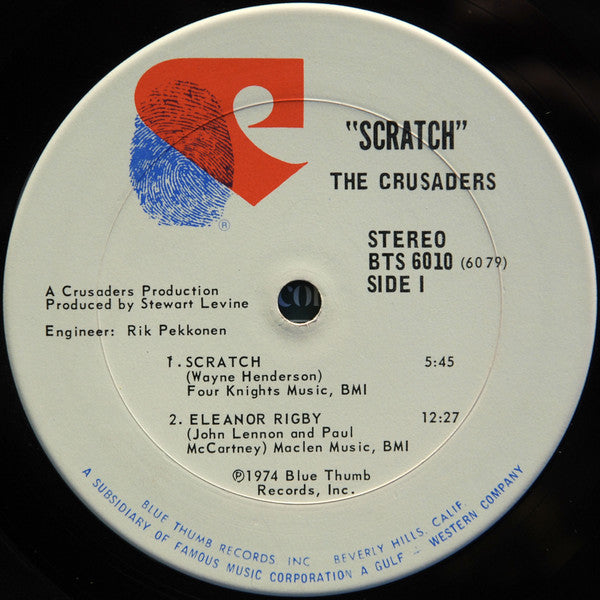 "SCRATCH"
THE CRUSADERS
STEREO
BTS 6010 (6079)
SIDE I
A Crusaders Production
Produced by Stewart Levine
Engineer: Rik Pekkonen
1. SCRATCH 5:45
(Wayne Henderson)
Four Knights Music, BMI
2. ELEANOR RIGBY 12:27
(John Lennon and Paul
McCartney) Maclen Music, BMI
℗1974 Blue Thumb
Records, Inc.
BLUE THUMB RECORDS INC BEVERLY HILLS, CALIF.
A SUBSIDIARY OF FAMOUS MUSIC CORPORATION A GULF + WESTERN COMPANY
®